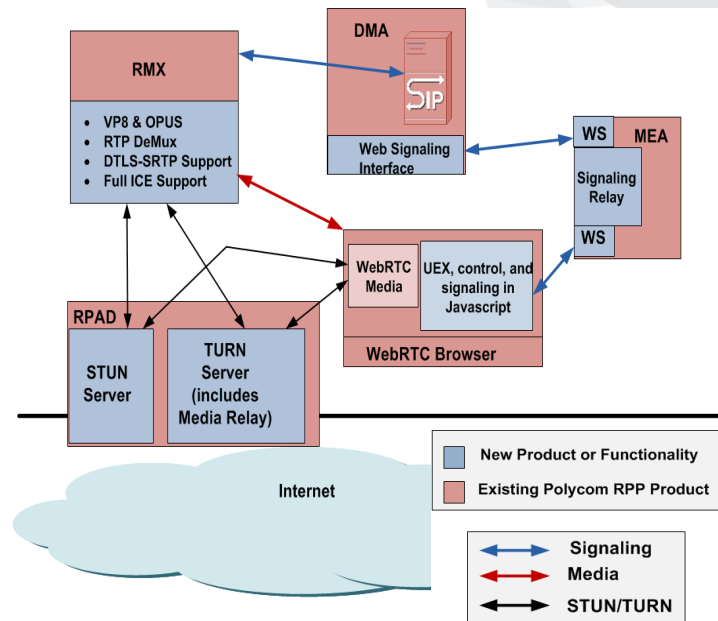 DMA
RMX
SIP
• VP8 & OPUS
• RTP DeMux
• DTLS-SRTP Support
• Full ICE Support
Web Signaling
Interface
WS
MEA
Signaling
Relay
WS
WebRTC
Media
UEX, control, and
signaling in
Javascript
WebRTC Browser
RPAD
STUN
Server
TURN
Server
(includes
Media Relay)
Internet
New Product or Functionality
Existing Polycom RPP Product
Signaling
Media
STUN/TURN